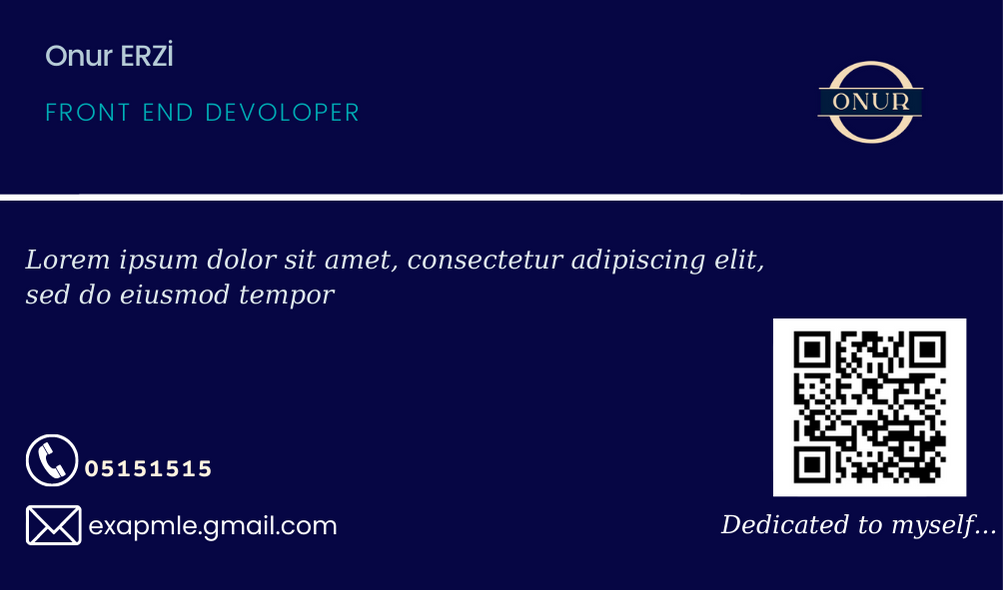 Onur ERZİ
FRONT END DEVOLOPER
ONUR
Lorem ipsum dolor sit amet, consectetur adipiscing elit,
sed do eiusmod tempor
05151515
exapmle.gmail.com
Dedicated to myself...